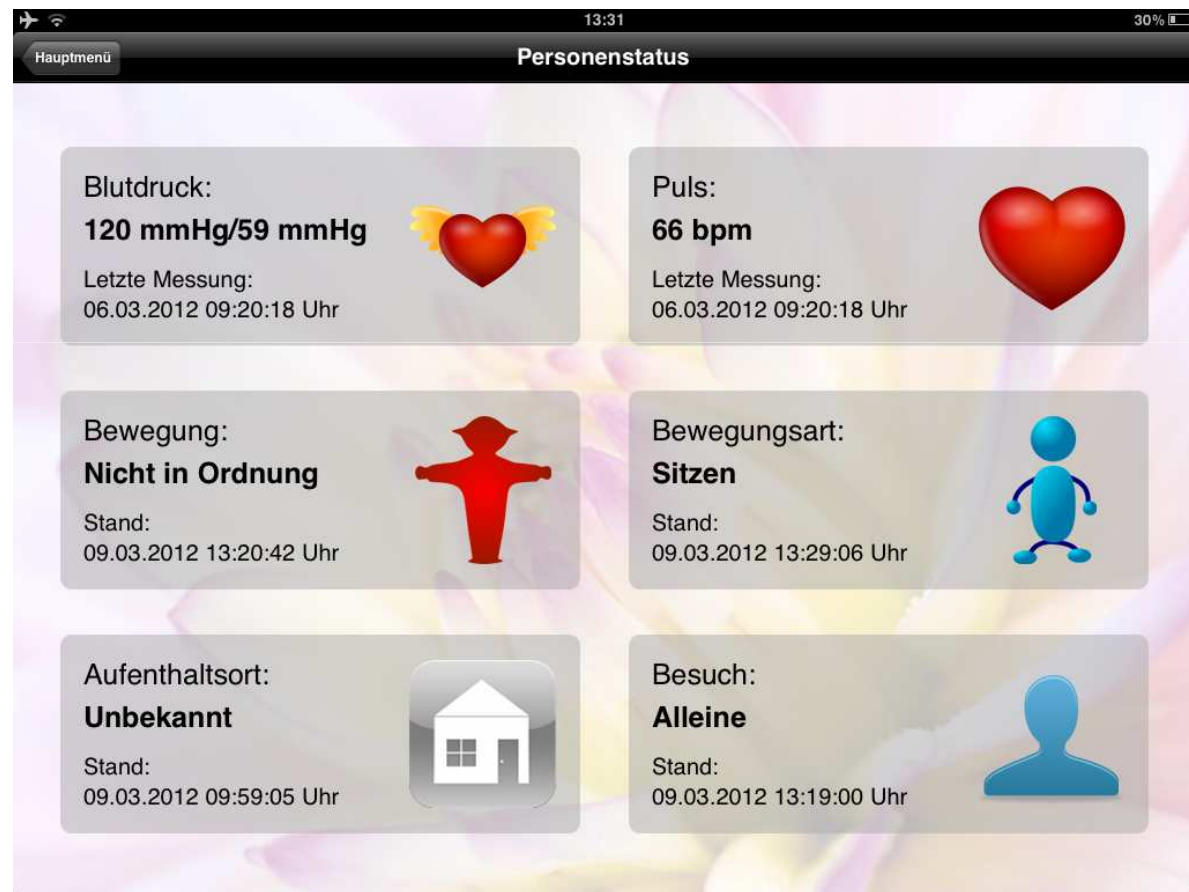 13:31
30%
Hauptmenü
Personenstatus
Blutdruck:
120 mmHg/59 mmHg
Letzte Messung:
06.03.2012 09:20:18 Uhr
Puls:
66 bpm
Letzte Messung:
06.03.2012 09:20:18 Uhr
Bewegung:
Nicht in Ordnung
Stand:
09.03.2012 13:20:42 Uhr
Bewegungsart:
Sitzen
Stand:
09.03.2012 13:29:06 Uhr
Aufenthaltsort:
Unbekannt
Stand:
09.03.2012 09:59:05 Uhr
Besuch:
Alleine
Stand:
09.03.2012 13:19:00 Uhr